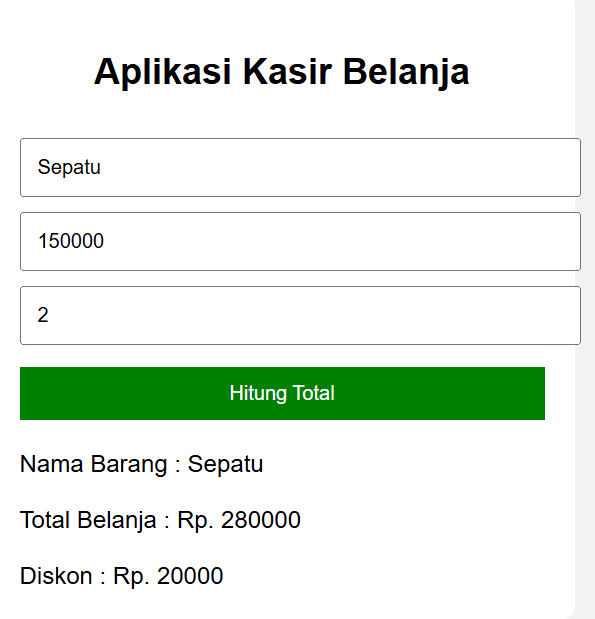 Aplikasi Kasir Belanja
Sepatu
150000
2
Hitung Total
Nama Barang : Sepatu
Total Belanja : Rp. 280000
Diskon : Rp. 20000